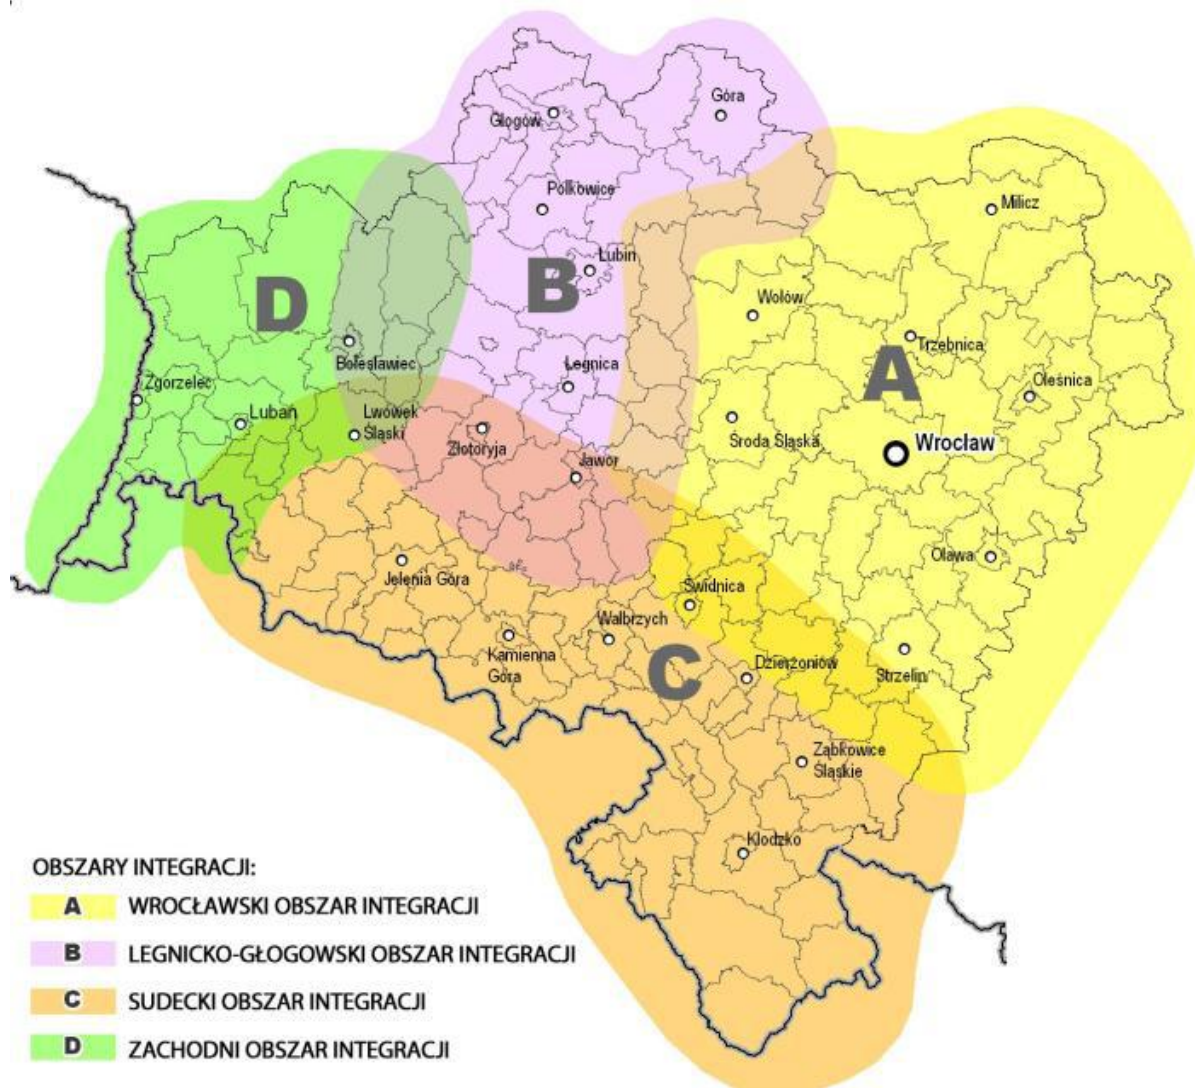 Góra
Głogów
Polkowice
Milicz
Lubin
D
B
Wołów
Trzebnica
Bolesławiec
Legnica
A
Oleśnica
Zgorzelec
Lubań
Lwówek
Śląski
Złotoryja
Środa Śląska
Wrocław
Jawor
Oława
Jelenia Góra
Świdnica
Wałbrzych
Kamienna
Góra
C
Dzierżoniów
Strzelin
Ząbkowice
Śląskie
Kłodzko
OBSZARY INTEGRACJI:
A WROCŁAWSKI OBSZAR INTEGRACJI
B LEGNICKO-GŁOGOWSKI OBSZAR INTEGRACJI
C SUDECKI OBSZAR INTEGRACJI
D ZACHODNI OBSZAR INTEGRACJI